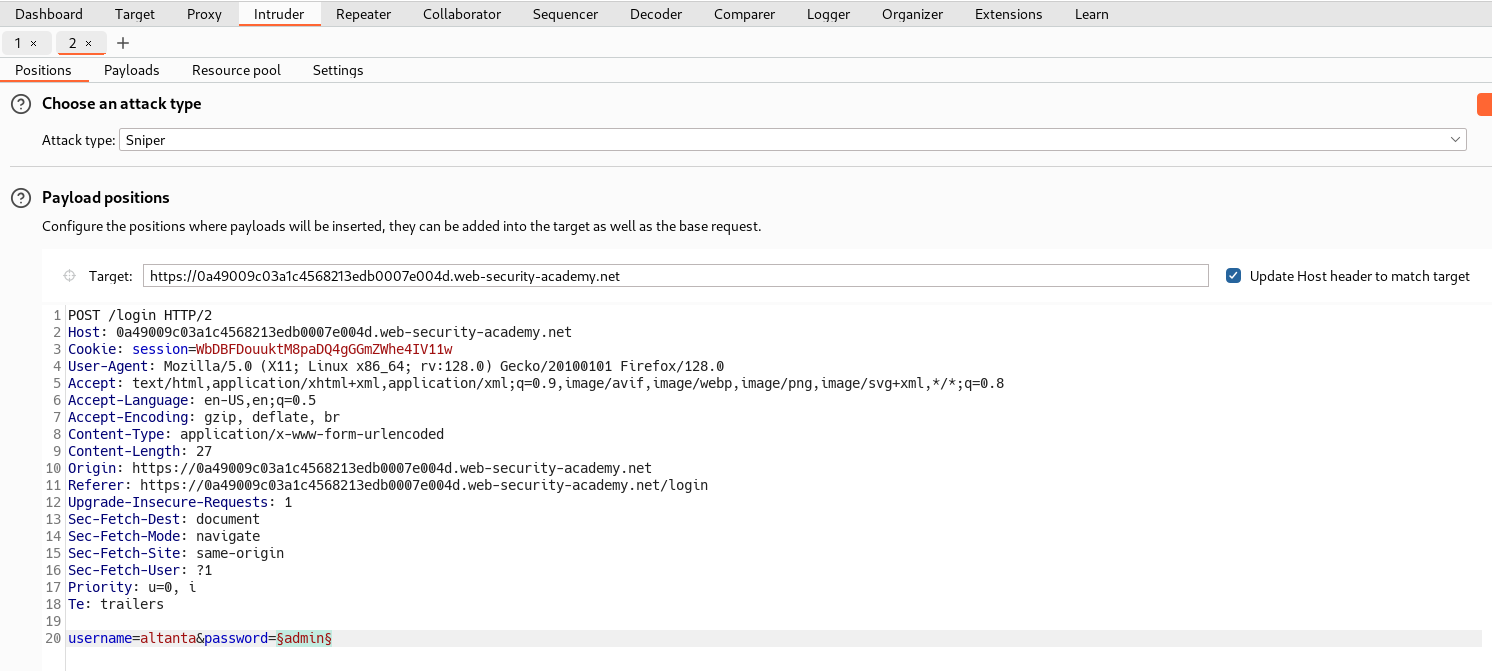 Dashboard Target Proxy Intruder Repeater Collaborator Sequencer Decoder Comparer Logger Organizer Extensions Learn
1 × 2 × +
Positions Payloads Resource pool Settings
? Choose an attack type
Attack type: Sniper
? Payload positions
Configure the positions where payloads will be inserted, they can be added into the target as well as the base request.
Target: https://0a49009c03a1c4568213edb0007e004d.web-security-academy.net Update Host header to match target
1 POST /login HTTP/2
2 Host: 0a49009c03a1c4568213edb0007e004d.web-security-academy.net
3 Cookie: session=WbDBFDouuktM8paDQ4gGGmZWhe4IV11w
4 User-Agent: Mozilla/5.0 (X11; Linux x86_64; rv:128.0) Gecko/20100101 Firefox/128.0
5 Accept: text/html,application/xhtml+xml,application/xml;q=0.9,image/avif,image/webp,image/png,image/svg+xml,*/*;q=0.8
6 Accept-Language: en-US,en;q=0.5
7 Accept-Encoding: gzip, deflate, br
8 Content-Type: application/x-www-form-urlencoded
9 Content-Length: 27
10 Origin: https://0a49009c03a1c4568213edb0007e004d.web-security-academy.net
11 Referer: https://0a49009c03a1c4568213edb0007e004d.web-security-academy.net/login
12 Upgrade-Insecure-Requests: 1
13 Sec-Fetch-Dest: document
14 Sec-Fetch-Mode: navigate
15 Sec-Fetch-Site: same-origin
16 Sec-Fetch-User: ?1
17 Priority: u=0, i
18 Te: trailers
19
20 username=altanta&password=§admin§